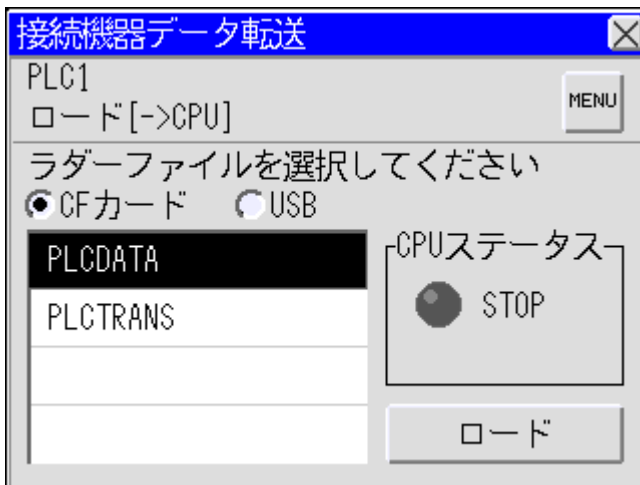 接続機器データ転送
PLC1
ロード[->CPU]
MENU
ラダーファイルを選択してください
CFカード USB
PLCDATA
PLCTRANS
CPUステータス
STOP
ロード